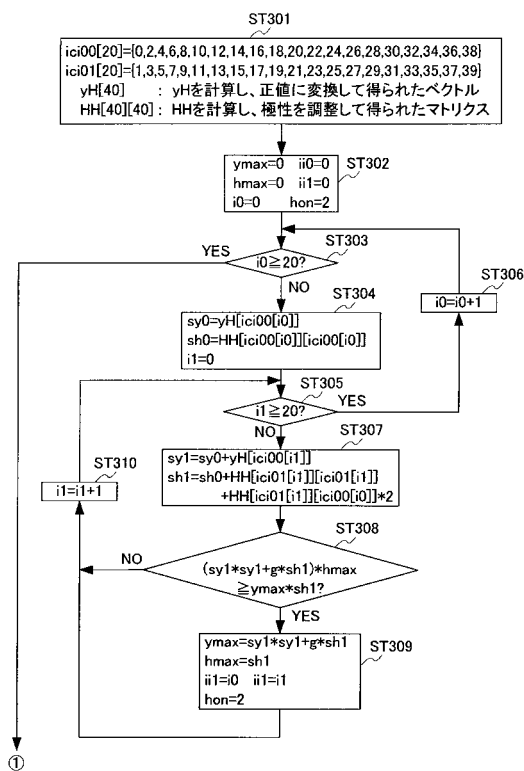 ST301
ici00[20]={0,2,4,6,8,10,12,14,16,18,20,22,24,26,28,30,32,34,36,38}
ici01[20]={1,3,5,7,9,11,13,15,17,19,21,23,25,27,29,31,33,35,37,39}
yH[40] : yHを計算し、正値に変換して得られたベクトル
HH[40][40] : HHを計算し、極性を調整して得られたマトリクス
ST302
ymax=0 ii0=0
hmax=0 ii1=0
i0=0 hon=2
ST303
YES
i0≧20?
NO
ST306
i0=i0+1
ST304
sy0=yH[ici00[i0]]
sh0=HH[ici00[i0]][ici00[i0]]
i1=0
ST305
i1≧20?
YES
NO
ST307
sy1=sy0+yH[ici00[i1]]
sh1=sh0+HH[ici01[i1]][ici01[i1]]
+HH[ici01[i1]][ici00[i0]]*2
ST310
i1=i1+1
ST308
NO
(sy1*sy1+g*sh1)*hmax
≧ymax*sh1?
YES
ST309
ymax=sy1*sy1+g*sh1
hmax=sh1
ii1=i0 ii1=i1
hon=2
①